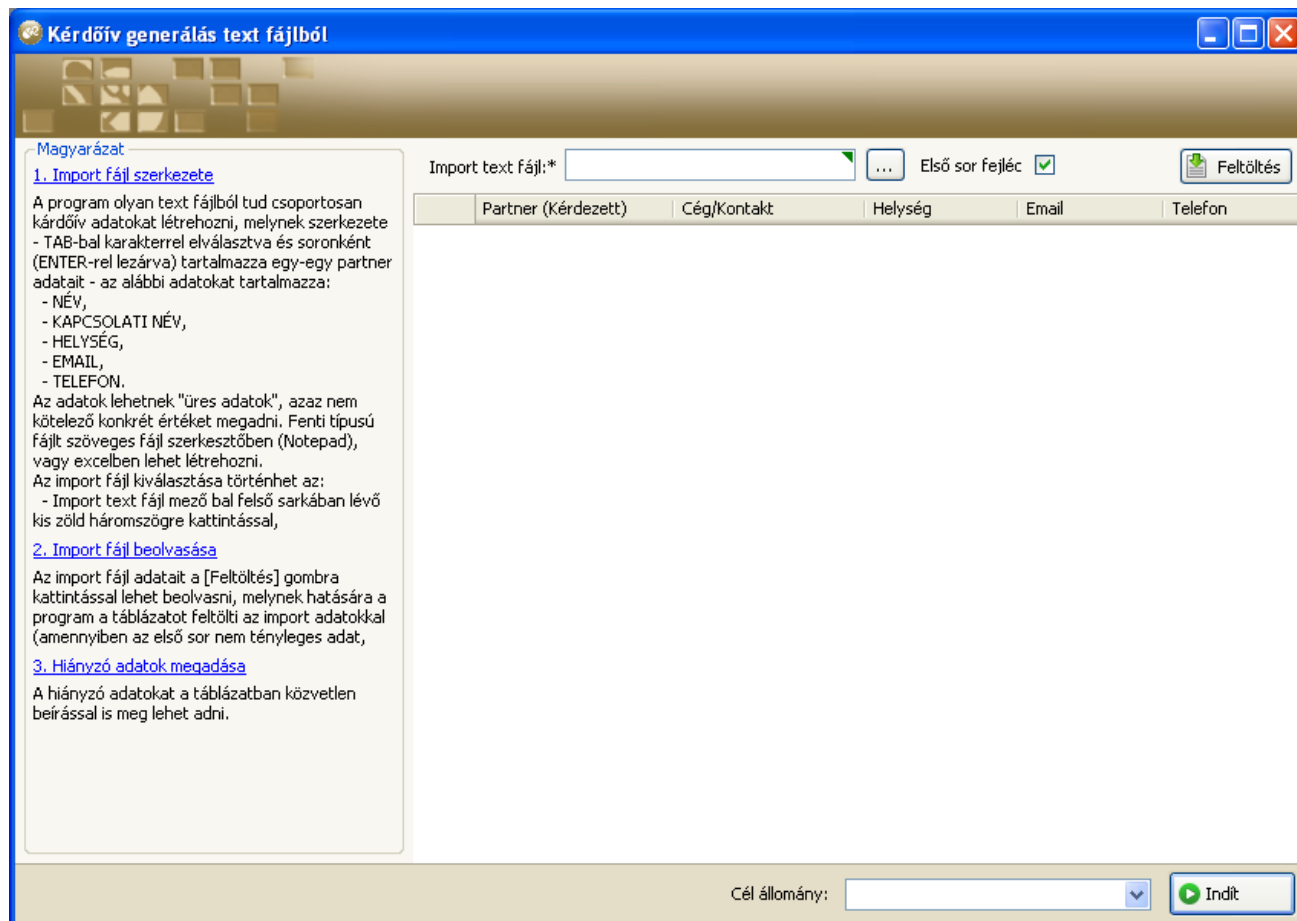 Kérdőív generálás text fájlból
Magyarázat
1. Import fájl szerkezete
A program olyan text fájlból tud csoportosan
kárdőív adatokat létrehozni, melynek szerkezete
- TAB-bal karakterrel elválasztva és soronként
(ENTER-rel lezárva) tartalmazza egy-egy partner
adatait - az alábbi adatokat tartalmazza:
- NÉV,
- KAPCSOLATI NÉV,
- HELYSÉG,
- EMAIL,
- TELEFON.
Az adatok lehetnek "üres adatok", azaz nem
kötelező konkrét értéket megadni. Fenti típusú
fájlt szöveges fájl szerkesztőben (Notepad),
vagy excelben lehet létrehozni.
Az import fájl kiválasztása történhet az:
- Import text fájl mező bal felső sarkában lévő
kis zöld háromszögre kattintással,
2. Import fájl beolvasása
Az import fájl adatait a [Feltöltés] gombra
kattintással lehet beolvasni, melynek hatására a
program a táblázatot feltölti az import adatokkal
(amennyiben az első sor nem tényleges adat,
3. Hiányzó adatok megadása
A hiányzó adatokat a táblázatban közvetlen
beírással is meg lehet adni.
Import text fájl:* ... Első sor fejléc Feltöltés
Partner (Kérdezett) Cég/Kontakt Helység Email Telefon
Cél állomány: Indít